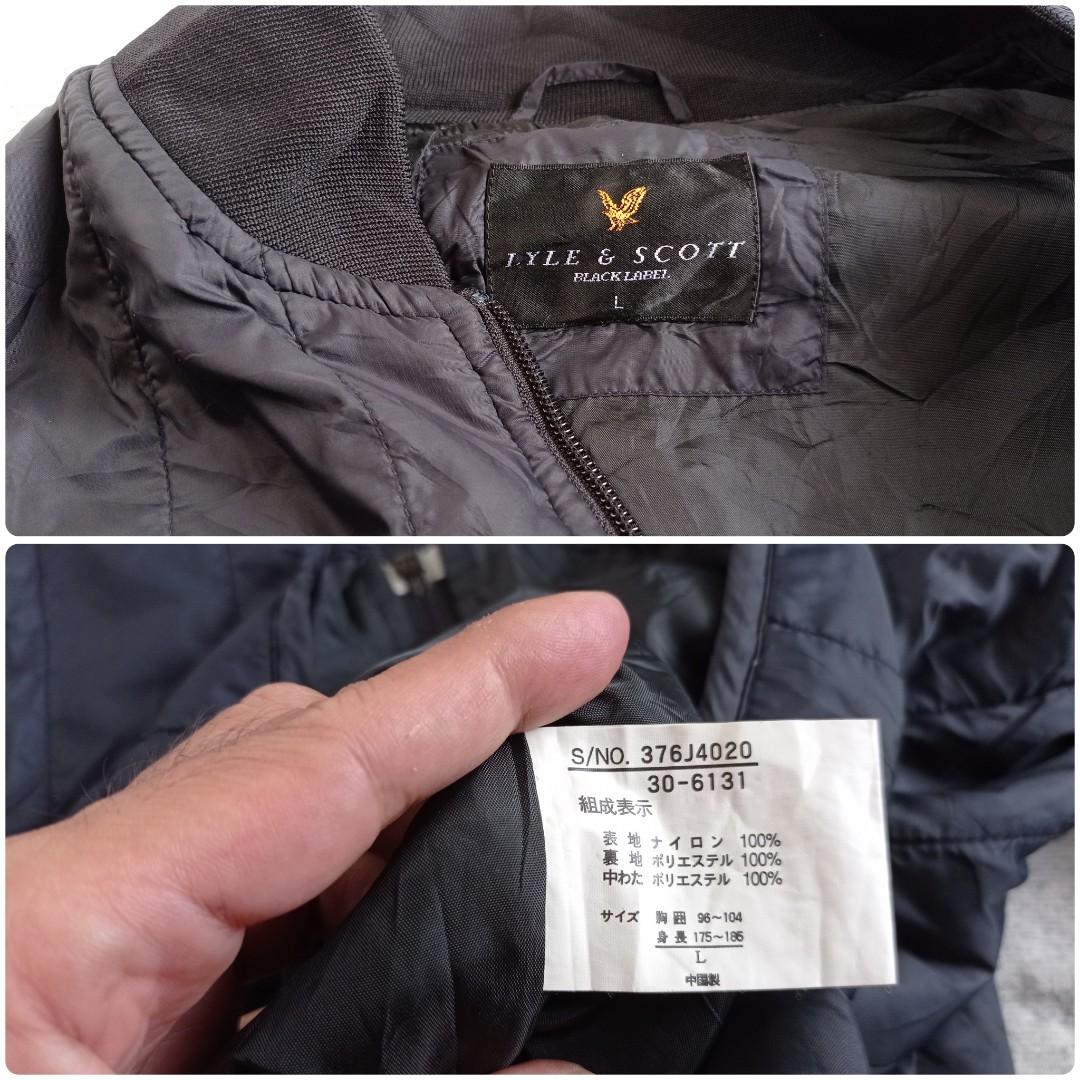 LYLE & SCOTT
BLACK LABEL
L
S/NO. 376J4020
30-6131
組成表示
表 地 ナイロン 100%
裏 地 ポリエステル 100%
中わた ポリエステル 100%
サイズ 胸 囲 96〜104
身 長 175〜185
L
中国製